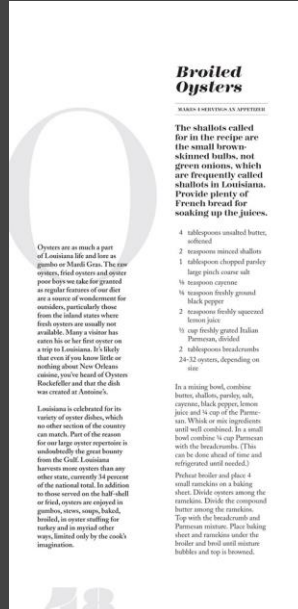 O
Oysters are as much a part
of Louisiana life and lore as
gumbo or Mardi Gras. The raw
oysters, fried oysters and oyster
poor boys we take for granted
as regular features of our diet
are a source of wonderment for
outsiders, particularly those
from the inland states where
fresh oysters are usually not
available. Many a visitor has
eaten his or her first oyster on
a trip to Louisiana. It's likely
that even if you know little or
nothing about New Orleans
cuisine, you've heard of Oysters
Rockefeller and that the dish
was created at Antoine's.
Louisiana is celebrated for its
variety of oyster dishes, which
no other section of the country
can match. Part of the reason
for our large oyster repertoire is
undoubtedly the great bounty
from the Gulf. Louisiana
harvests more oysters than any
other state, currently 34 percent
of the national total. In addition
to those served on the half-shell
or fried, oysters are enjoyed in
gumbos, stews, soups, baked,
broiled, in oyster stuffing for
turkey and in myriad other
ways, limited only by the cook's
imagination.
48
Broiled
Oysters
MAKES 4 SERVINGS AN APPETIZER
The shallots called
for in the recipe are
the small brown-
skinned bulbs, not
green onions, which
are frequently called
shallots in Louisiana.
Provide plenty of
French bread for
soaking up the juices.
4 tablespoons unsalted butter,
softened
2 teaspoons minced shallots
1 tablespoon chopped parsley
large pinch coarse salt
¼ teaspoon cayenne
¼ teaspoon freshly ground
black pepper
2 teaspoons freshly squeezed
lemon juice
½ cup freshly grated Italian
Parmesan, divided
2 tablespoons breadcrumbs
24-32 oysters, depending on
size
In a mixing bowl, combine
butter, shallots, parsley, salt,
cayenne, black pepper, lemon
juice and ¼ cup of the Parme-
san. Whisk or mix ingredients
until well combined. In a small
bowl combine ¼ cup Parmesan
with the breadcrumbs. (This
can be done ahead of time and
refrigerated until needed.)
Preheat broiler and place 4
small ramekins on a baking
sheet. Divide oysters among the
ramekins. Divide the compound
butter among the ramekins.
Top with the breadcrumb and
Parmesan mixture. Place baking
sheet and ramekins under the
broiler and broil until mixture
bubbles and top is browned.